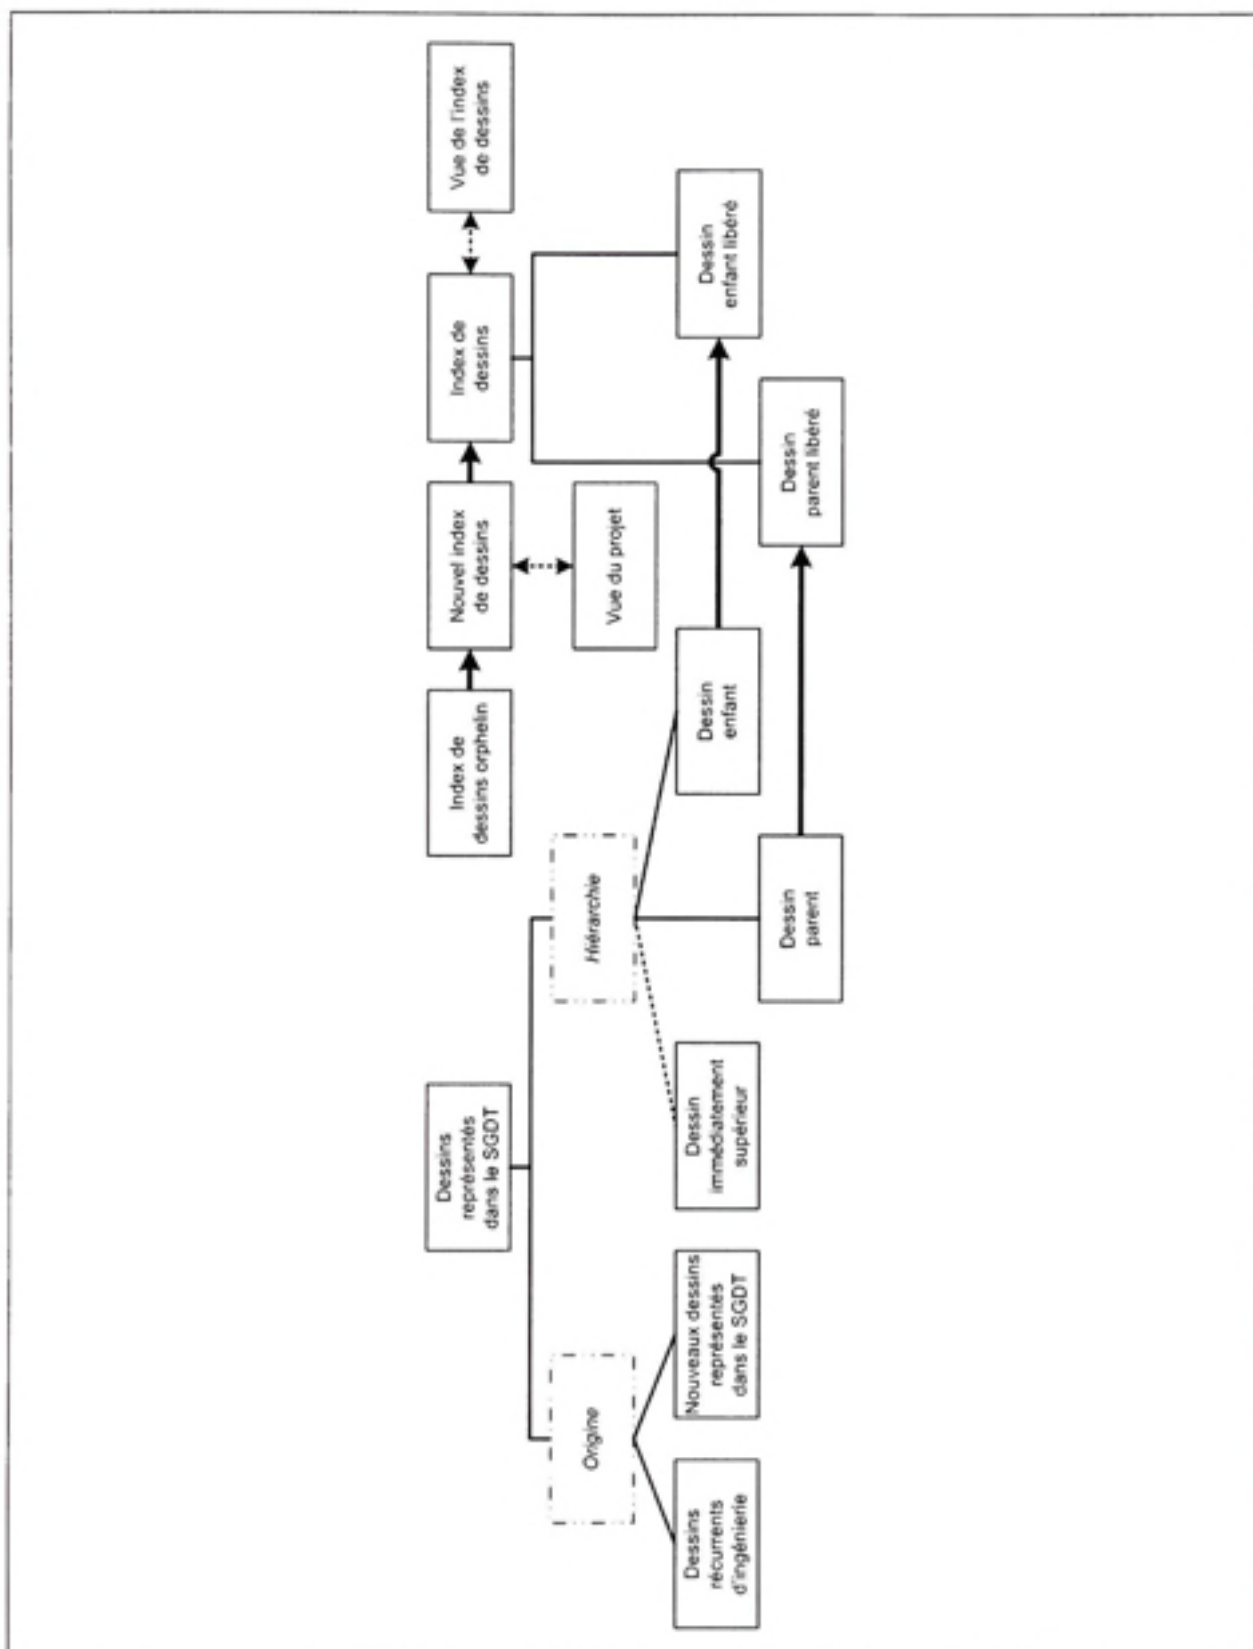 Dessins
représentés
dans le SGDT
Index de
dessins orphelin
Nouvel index
de dessins
Index de
dessins
Vue de l'index
de dessins
Origine
Hiérarchie
Vue du projet
Dessins
récurrents
d'ingénierie
Nouveaux dessins
représentés
dans le SGDT
Dessin
immédiatement
supérieur
Dessin
enfant
Dessin
enfant libéré
Dessin
parent
Dessin
parent libéré